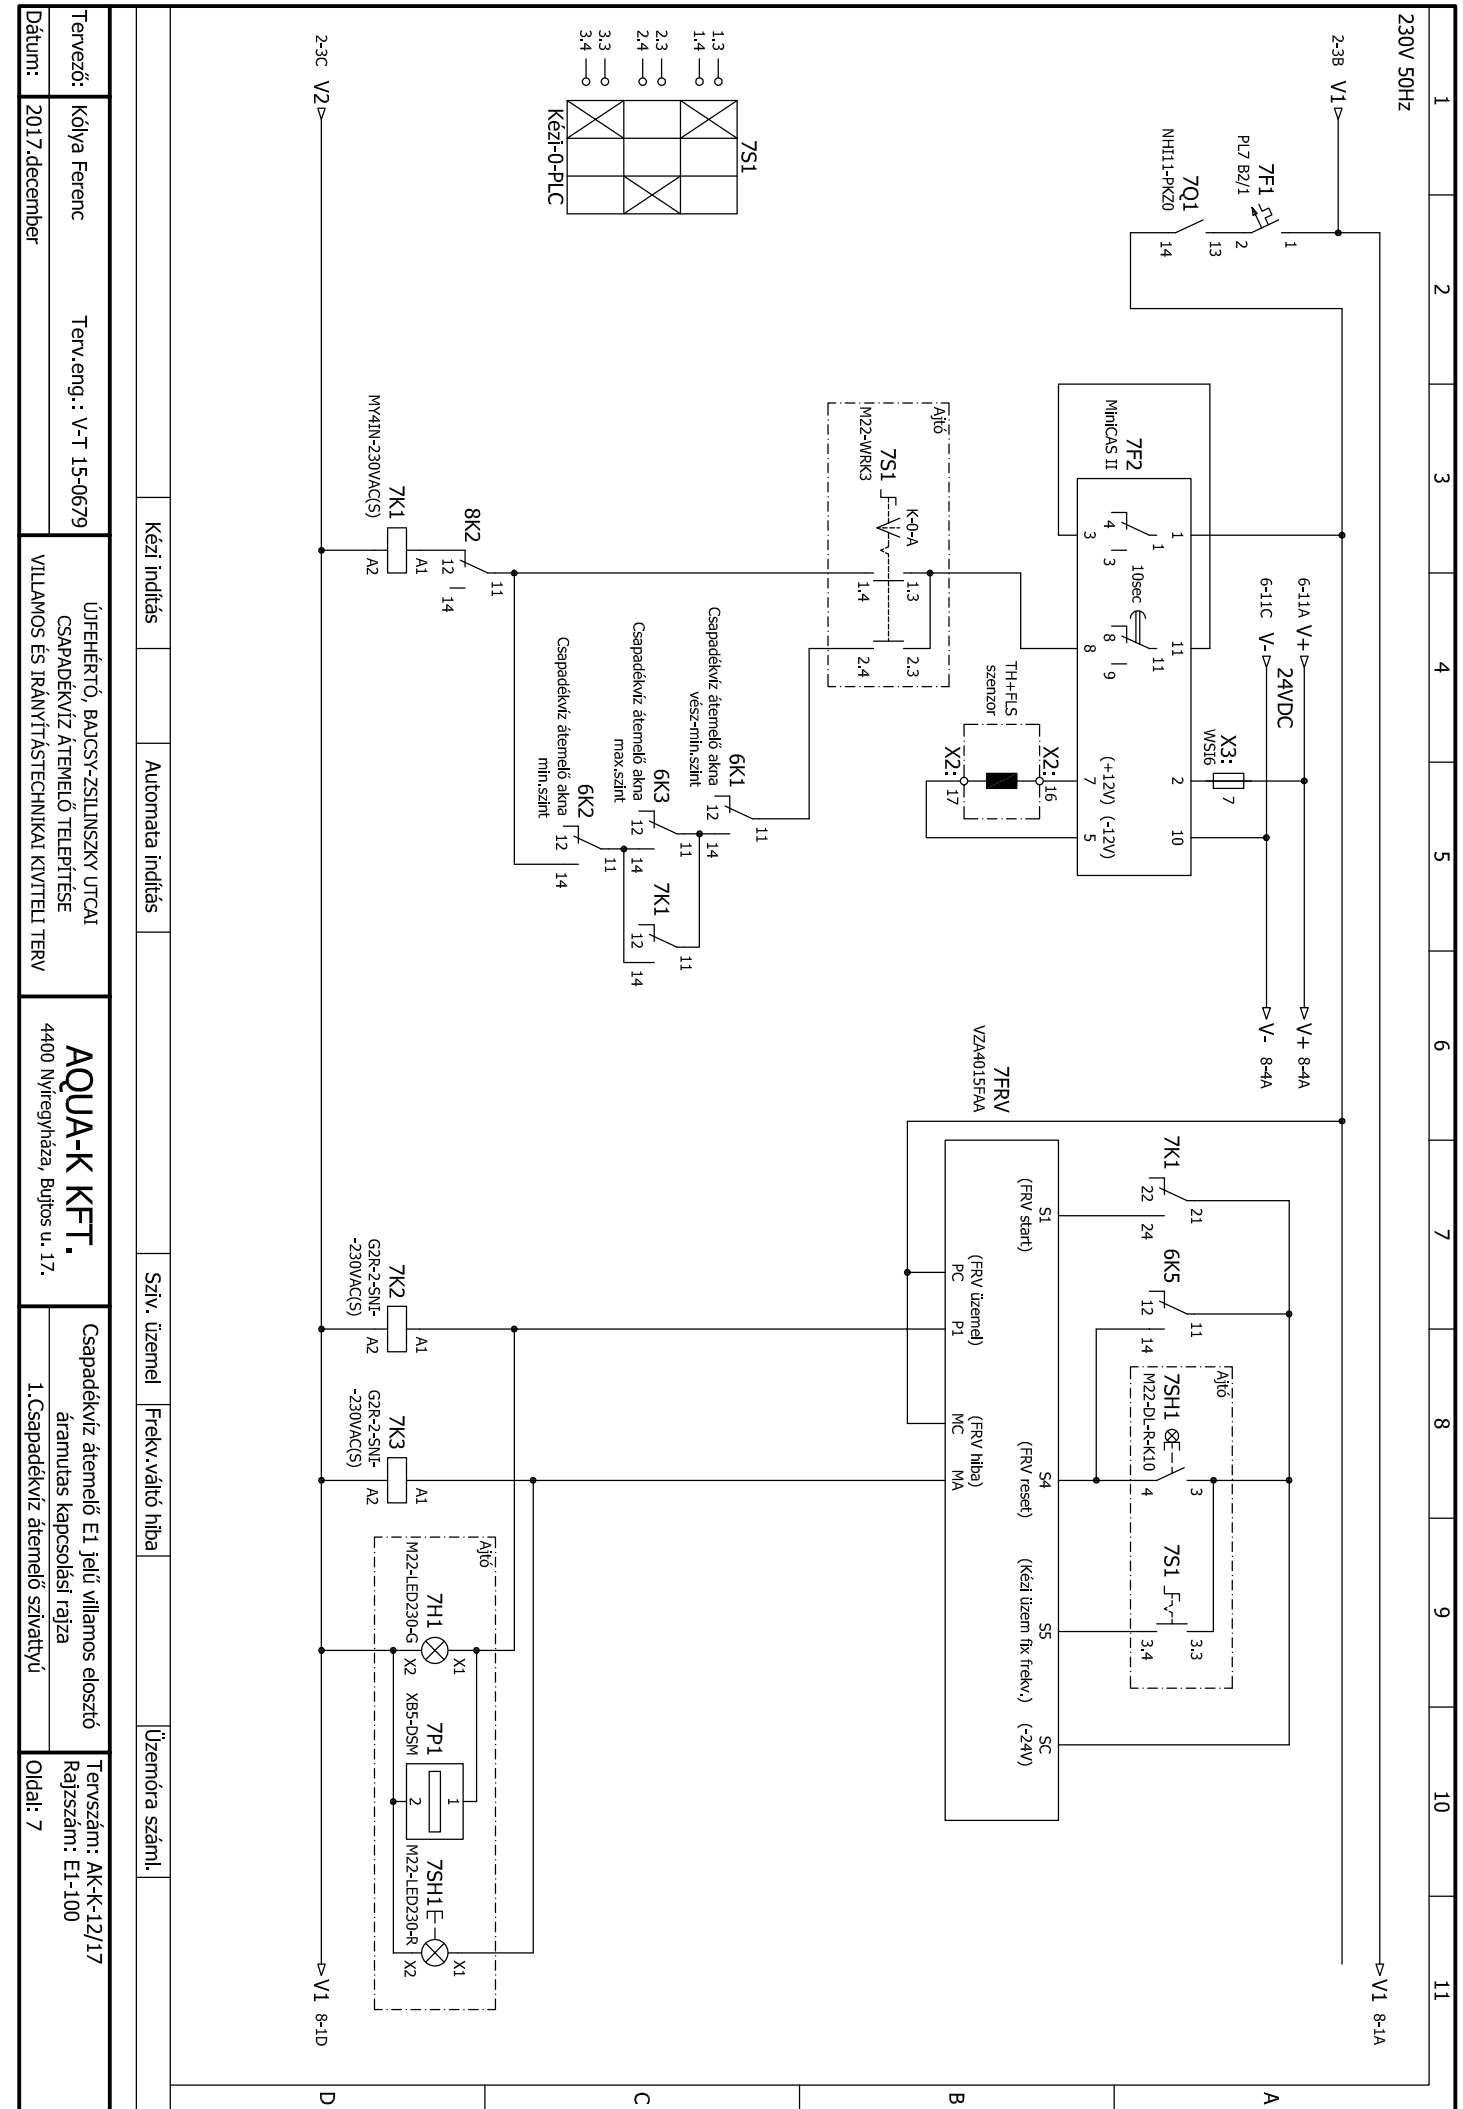 1
2
3
4
5
6
7
8
9
10
11
A
B
C
D
230V 50Hz
2-3B V1
V1 8-1A
7F1
PL7 B2/1
1
2
7Q1
NHI11-PKZ0
13
14
6-11A V+
V+ 8-4A
6-11C V-
V- 8-4A
24VDC
X3:
WSI6
7
7F2
MiniCAS II
1
11
2
10
1
4
3
10sec
11
8
9
3
8
7
5
(+12V)
(-12V)
TH+FLS
szenzor
X2:
16
X2:
17
Ajtó
7S1
M22-WRK3
K-0-A
1.3
1.4
2.3
2.4
7S1
1.3
1.4
2.3
2.4
3.3
3.4
Kézi-0-PLC
6K1
Csapadékvíz átemelő akna
vész-min.szint
11
12
14
6K3
Csapadékvíz átemelő akna
max.szint
11
12
14
7K1
11
12
14
6K2
Csapadékvíz átemelő akna
min.szint
11
12
14
8K2
11
12
14
7K1
MY4IN-230VAC(S)
A1
A2
7K1
21
22
24
6K5
11
12
14
Ajtó
7SH1
M22-DL-R-K10
3
4
7S1
3.3
3.4
7FRV
VZA4015FAA
S1
(FRV start)
S4
(FRV reset)
S5
(Kézi üzem fix frekv.)
SC
(-24V)
(FRV üzemel)
PC
P1
(FRV hiba)
MC
MA
7K2
G2R-2-SNI-
-230VAC(S)
A1
A2
7K3
G2R-2-SNI-
-230VAC(S)
A1
A2
Ajtó
7H1
M22-LED230-G
X1
X2
7P1
XB5-DSM
1
2
7SH1
M22-LED230-R
X1
X2
2-3C V2
V1 8-1D
Kézi indítás
Automata indítás
Sziv. üzemel
Frekv.váltó hiba
Üzemóra száml.
Tervező:
Kólya Ferenc
Terv.eng.: V-T 15-0679
Dátum:
2017.december
ÚJFEHÉRTÓ, BAJCSY-ZSILINSZKY UTCAI
CSAPADÉKVÍZ ÁTEMELŐ TELEPÍTÉSE
VILLAMOS ÉS IRÁNYÍTÁSTECHNIKAI KIVITELI TERV
AQUA-K KFT.
4400 Nyíregyháza, Bujtos u. 17.
Csapadékvíz átemelő E1 jelű villamos elosztó
áramutas kapcsolási rajza
1.Csapadékvíz átemelő szivattyú
Tervszám: AK-K-12/17
Rajzszám: E1-100
Oldal: 7